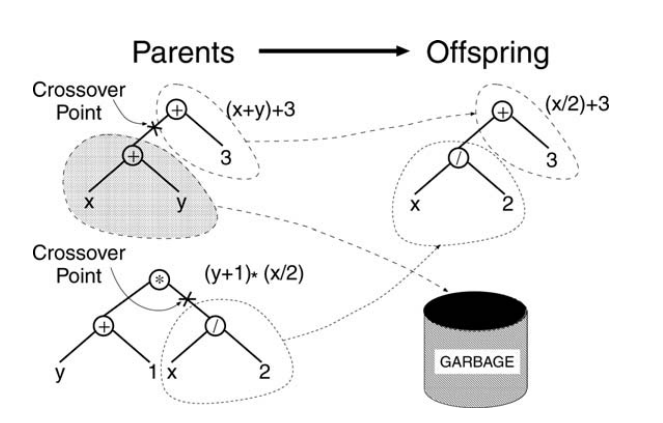 Parents
Offspring
Crossover
Point
+
(x+y)+3
+
3
x
y
+
(x/2)+3
/
3
x
2
Crossover
Point
*
(y+1)* (x/2)
+
/
y
1
x
2
GARBAGE